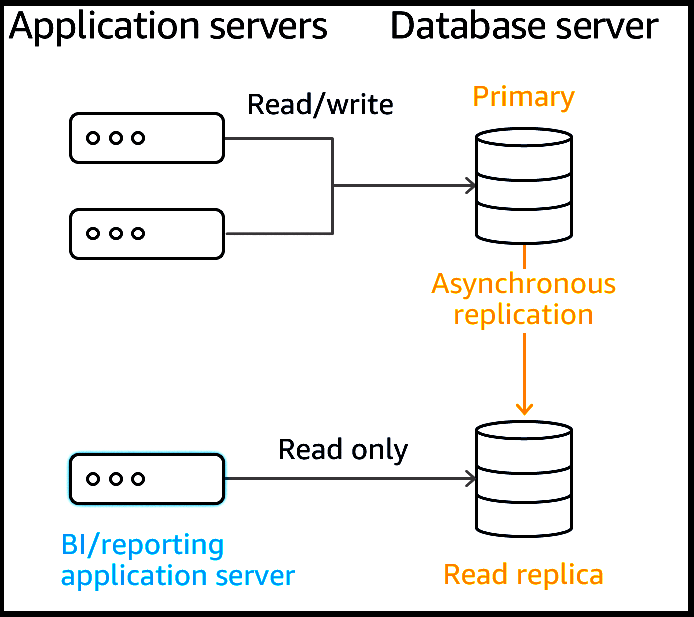 Application servers
Database server
Read/write
Primary
Asynchronous
replication
Read only
BI/reporting
application server
Read replica